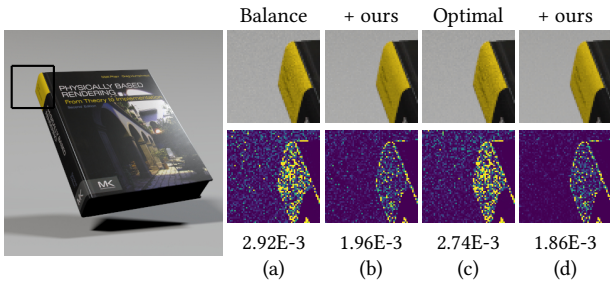 Balance + ours Optimal + ours
PHYSICALLY BASED
RENDERING
From Theory to Implementation
MK
2.92E-3 1.96E-3 2.74E-3 1.86E-3
(a) (b) (c) (d)